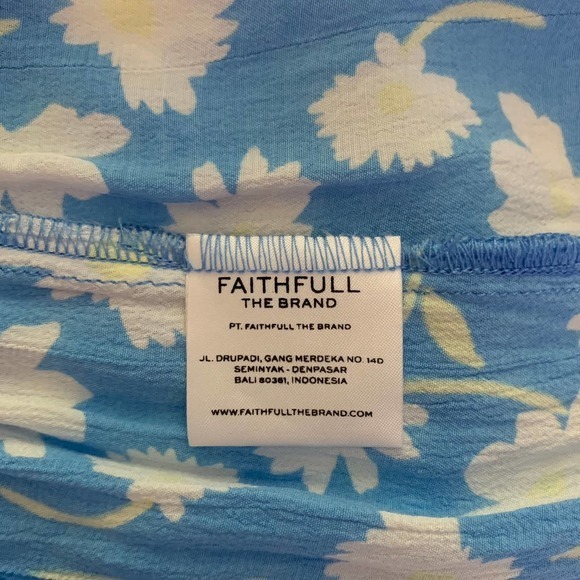 FAITHFULL
THE BRAND
PT. FAITHFULL THE BRAND
JL. DRUPADI, GANG MERDEKA NO. 14D
SEMINYAK - DENPASAR
BALI 80361, INDONESIA
WWW.FAITHFULLTHEBRAND.COM